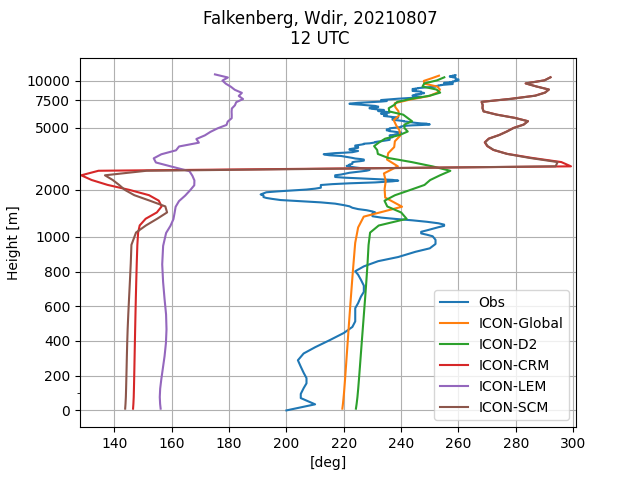 Falkenberg, Wdir, 20210807
12 UTC
10000
7500
5000
2000
1000
800
600
400
200
0
Height [m]
Obs
ICON-Global
ICON-D2
ICON-CRM
ICON-LEM
ICON-SCM
140 160 180 200 220 240 260 280 300
[deg]